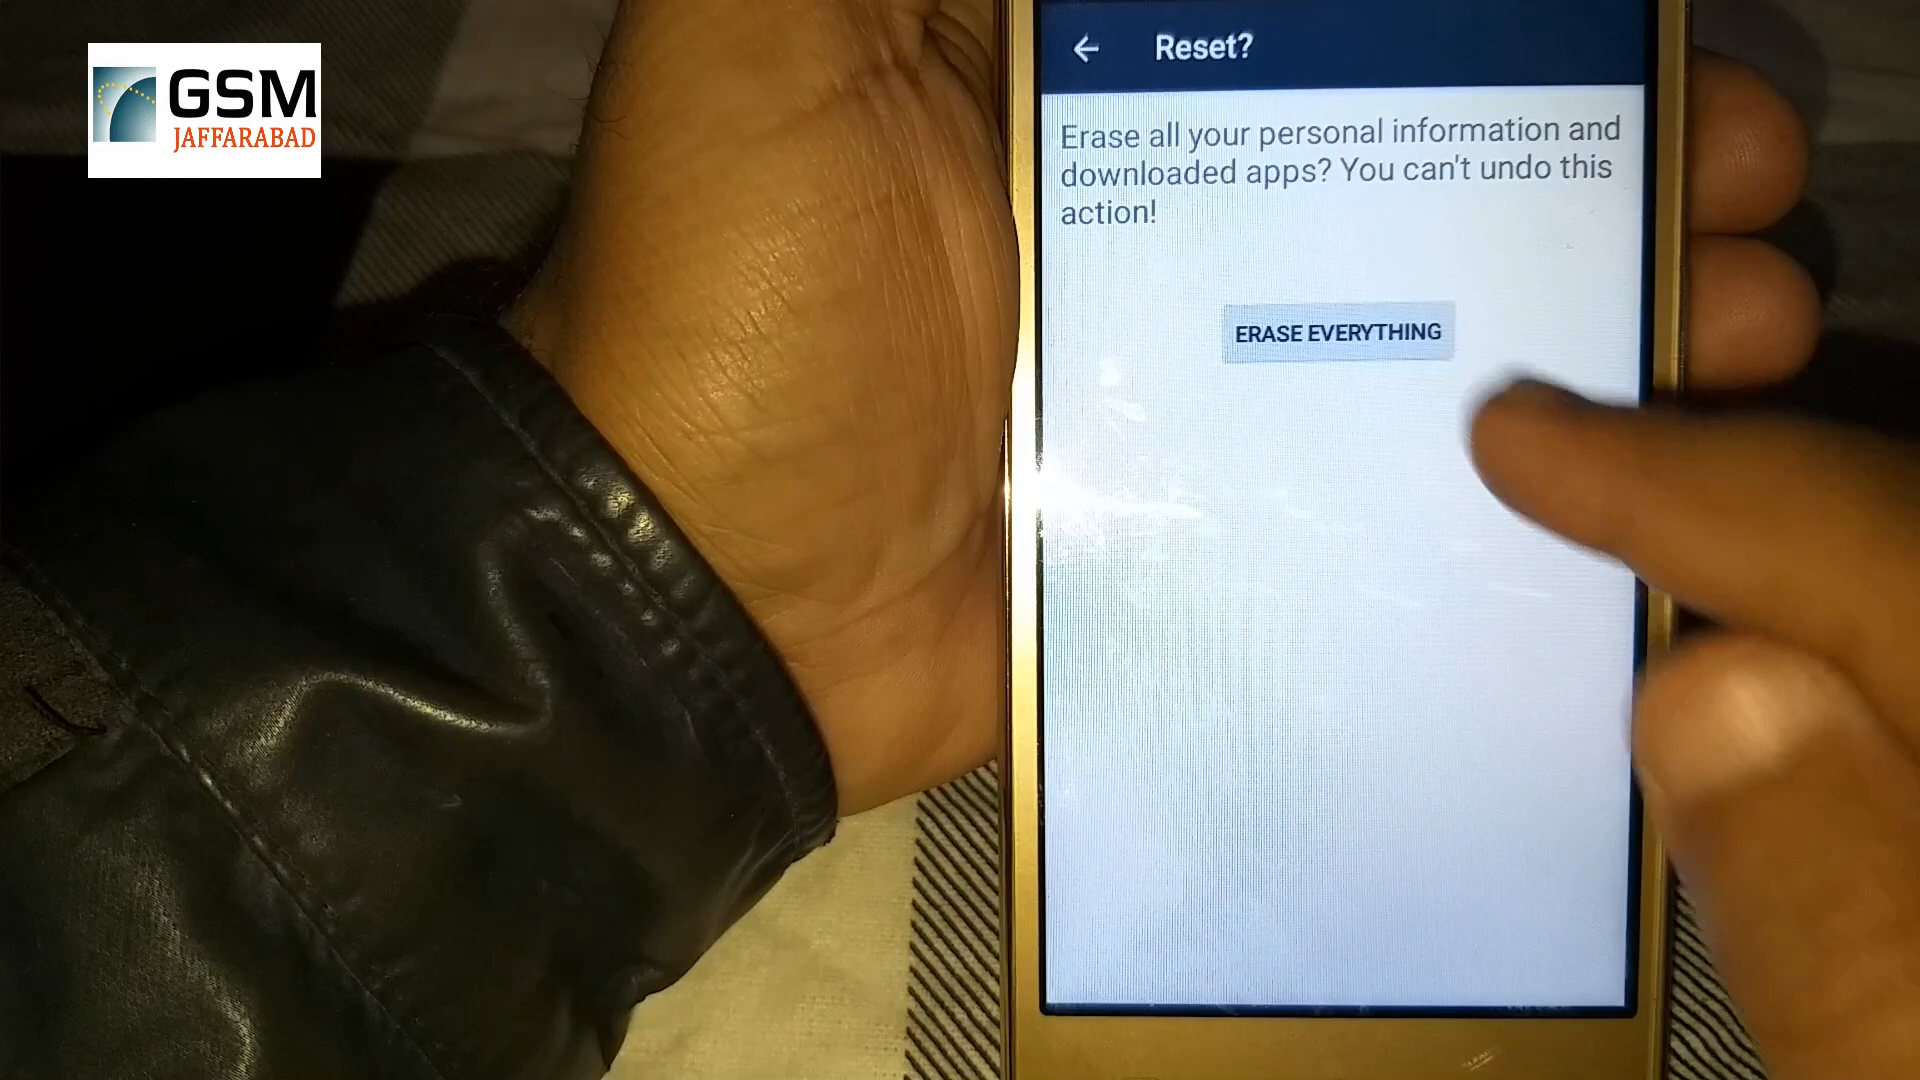 GSM
JAFFARABAD
Reset?
Erase all your personal information and
downloaded apps? You can't undo this
action!
ERASE EVERYTHING